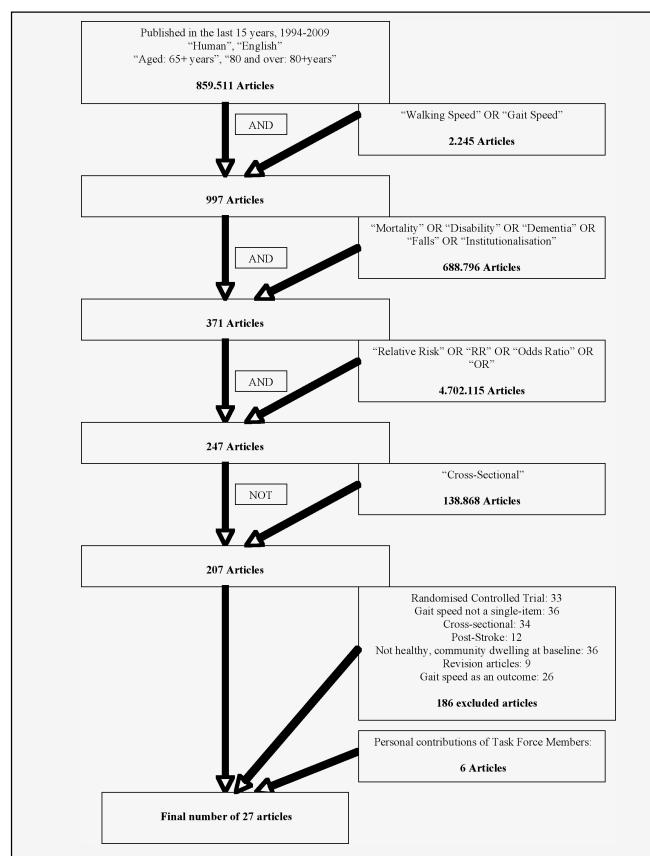 Published in the last 15 years, 1994-2009
“Human”, “English”
“Aged: 65+ years”, “80 and over: 80+years”
859.511 Articles
AND
“Walking Speed” OR “Gait Speed”
2.245 Articles
997 Articles
AND
“Mortality” OR “Disability” OR “Dementia” OR
“Falls” OR “Institutionalisation”
688.796 Articles
371 Articles
AND
“Relative Risk” OR “RR” OR “Odds Ratio” OR
“OR”
4.702.115 Articles
247 Articles
NOT
“Cross-Sectional”
138.868 Articles
207 Articles
Randomised Controlled Trial: 33
Gait speed not a single-item: 36
Cross-sectional: 34
Post-Stroke: 12
Not healthy, community dwelling at baseline: 36
Revision articles: 9
Gait speed as an outcome: 26
186 excluded articles
Personal contributions of Task Force Members:
6 Articles
Final number of 27 articles